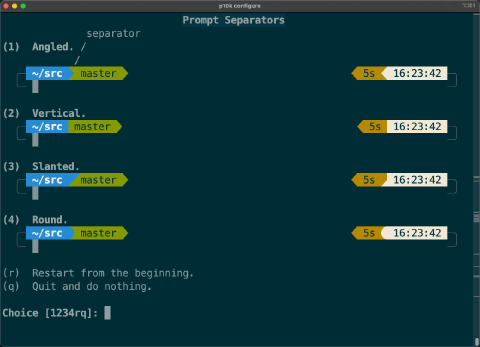 p10k configure
⌥⌘1
Prompt Separators
separator
(1) Angled. /
/
~/src master 5s 16:23:42
(2) Vertical.
~/src master 5s 16:23:42
(3) Slanted.
~/src master 5s 16:23:42
(4) Round.
~/src master 5s 16:23:42
(r) Restart from the beginning.
(q) Quit and do nothing.
Choice [1234rq]: